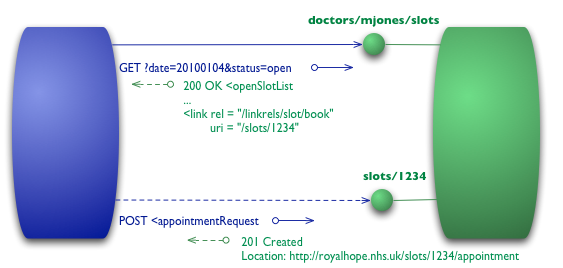 doctors/mjones/slots
GET ?date=20100104&status=open
200 OK <openSlotList
...
<link rel = "/linkrels/slot/book"
uri = "/slots/1234"
slots/1234
POST <appointmentRequest
201 Created
Location: http://royalhope.nhs.uk/slots/1234/appointment